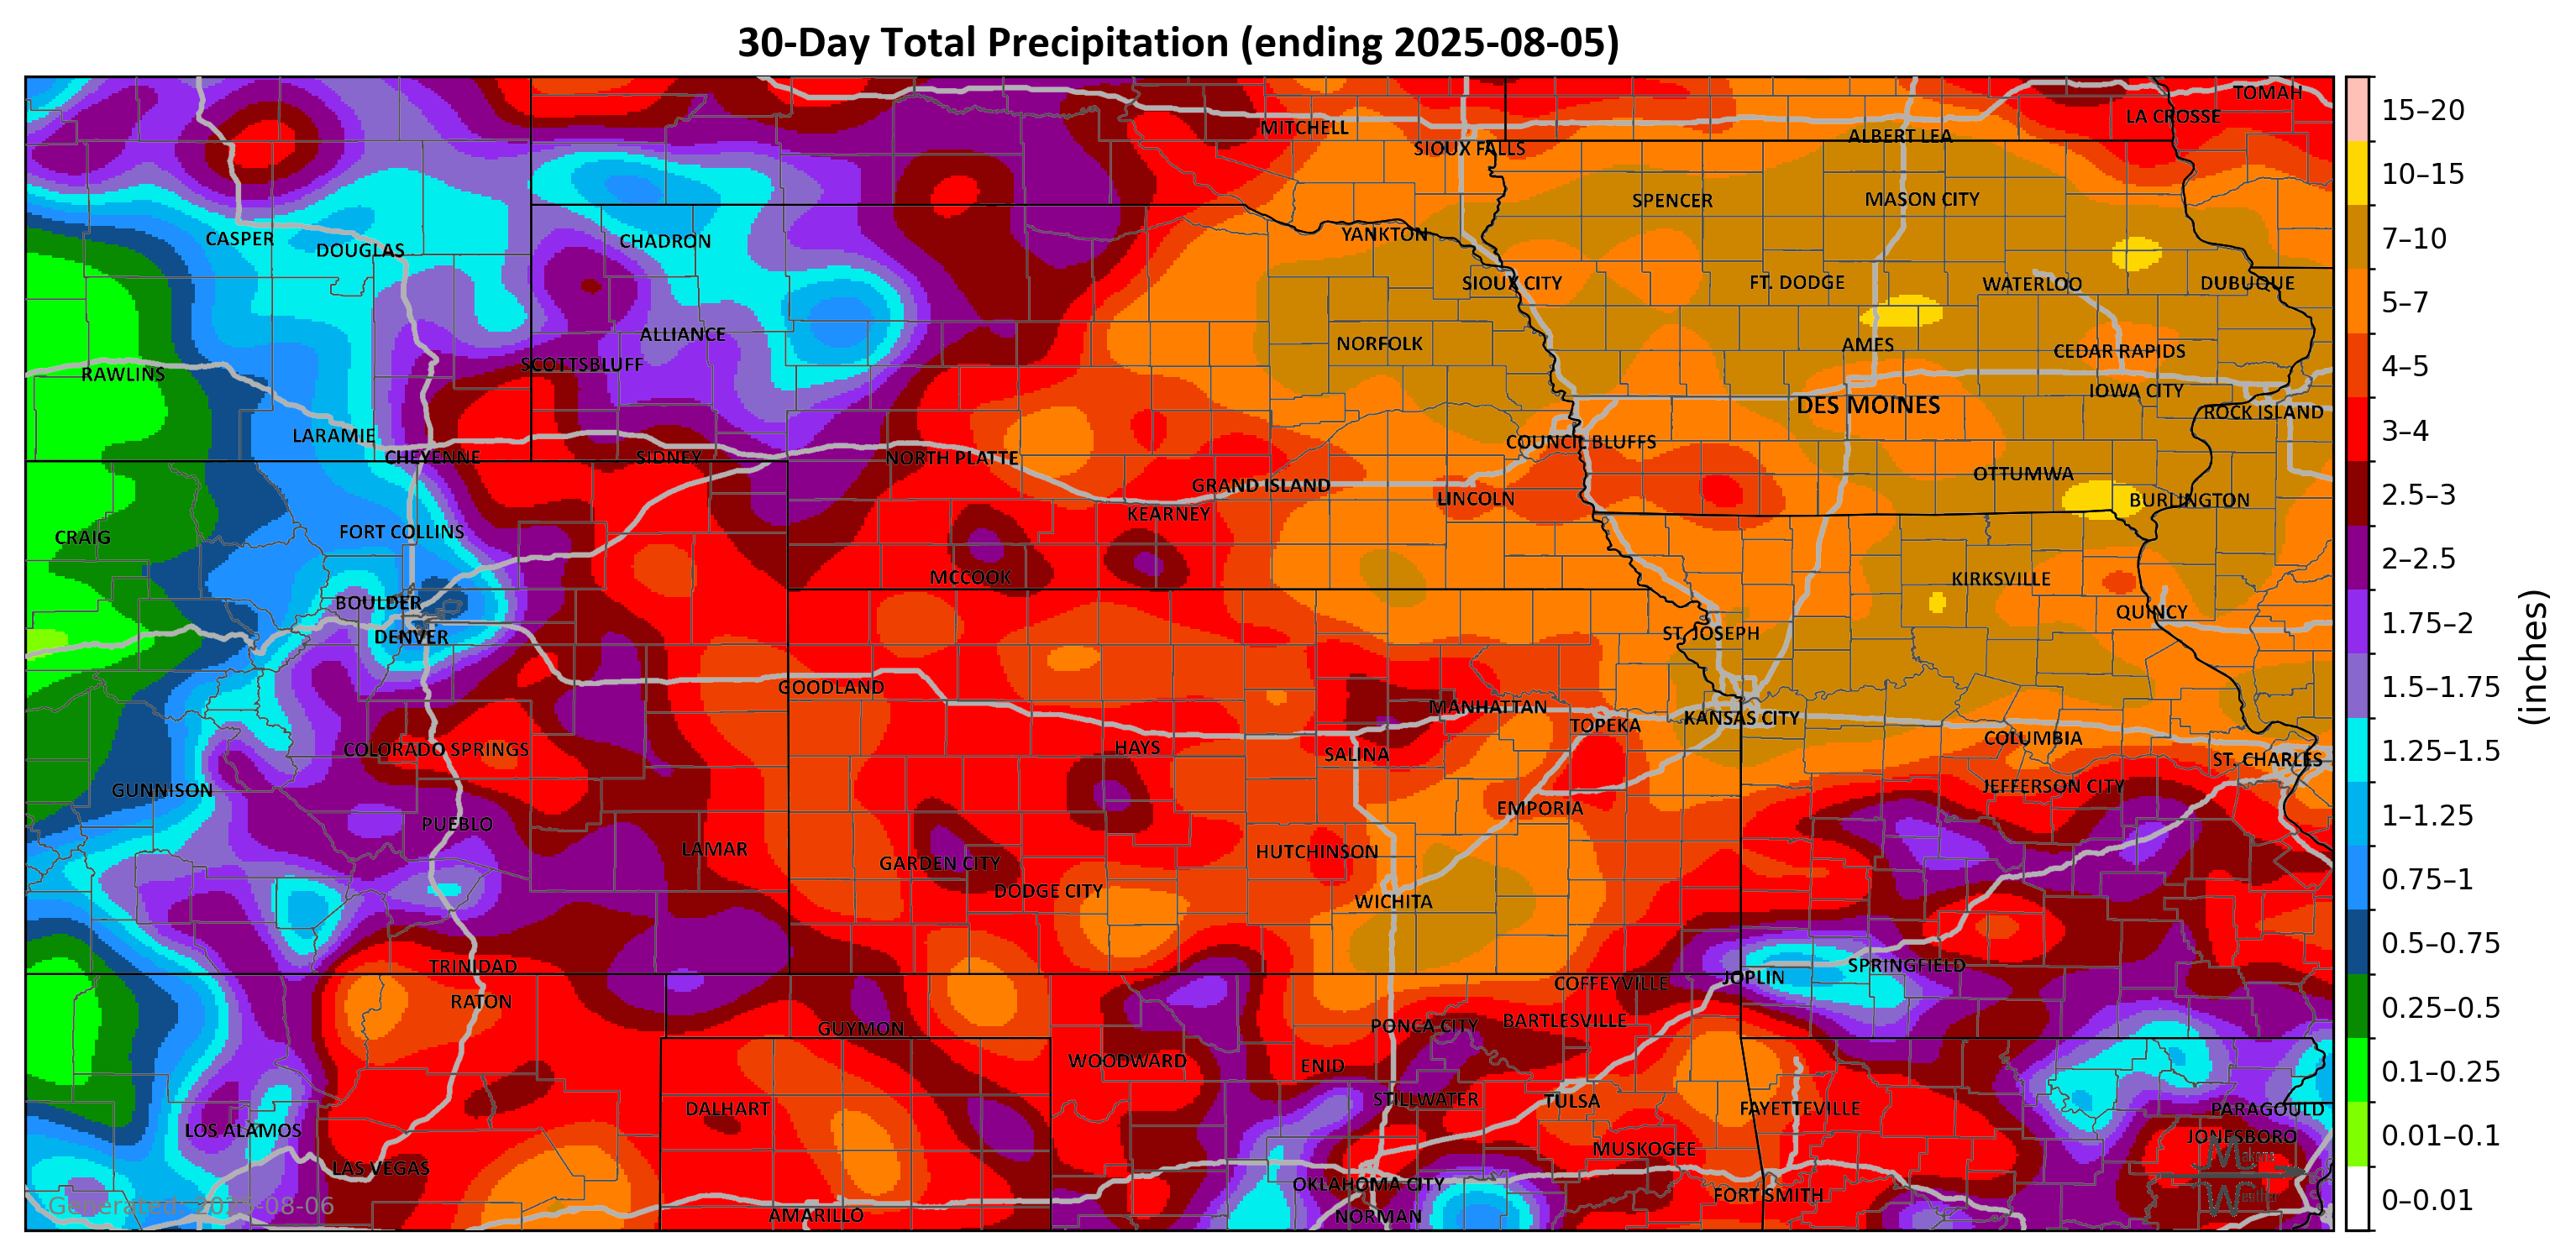 30-Day Total Precipitation (ending 2025-08-05)
TOMAH
LA CROSSE
MITCHELL
ALBERT LEA
SIOUX FALLS
SPENCER
MASON CITY
CASPER
DOUGLAS
CHADRON
YANKTON
SIOUX CITY
FT. DODGE
WATERLOO
DUBUQUE
ALLIANCE
NORFOLK
AMES
CEDAR RAPIDS
SCOTTSBLUFF
RAWLINS
IOWA CITY
DES MOINES
ROCK ISLAND
LARAMIE
COUNCIL BLUFFS
CHEYENNE
SIDNEY
NORTH PLATTE
OTTUMWA
GRAND ISLAND
LINCOLN
BURLINGTON
KEARNEY
FORT COLLINS
CRAIG
MCCOOK
KIRKSVILLE
BOULDER
QUINCY
DENVER
ST. JOSEPH
GOODLAND
MANHATTAN
KANSAS CITY
TOPEKA
COLUMBIA
COLORADO SPRINGS
HAYS
SALINA
ST. CHARLES
GUNNISON
JEFFERSON CITY
EMPORIA
PUEBLO
LAMAR
HUTCHINSON
GARDEN CITY
DODGE CITY
WICHITA
TRINIDAD
SPRINGFIELD
JOPLIN
COFFEYVILLE
RATON
BARTLESVILLE
GUYMON
PONCA CITY
WOODWARD
ENID
STILLWATER
TULSA
DALHART
FAYETTEVILLE
PARAGOULD
LOS ALAMOS
JONESBORO
MUSKOGEE
LAS VEGAS
OKLAHOMA CITY
FORT SMITH
AMARILLO
NORMAN
Generated: 2025-08-06
15–20
10–15
7–10
5–7
4–5
3–4
2.5–3
2–2.5
1.75–2
1.5–1.75
1.25–1.5
1–1.25
0.75–1
0.5–0.75
0.25–0.5
0.1–0.25
0.01–0.1
0–0.01
(inches)